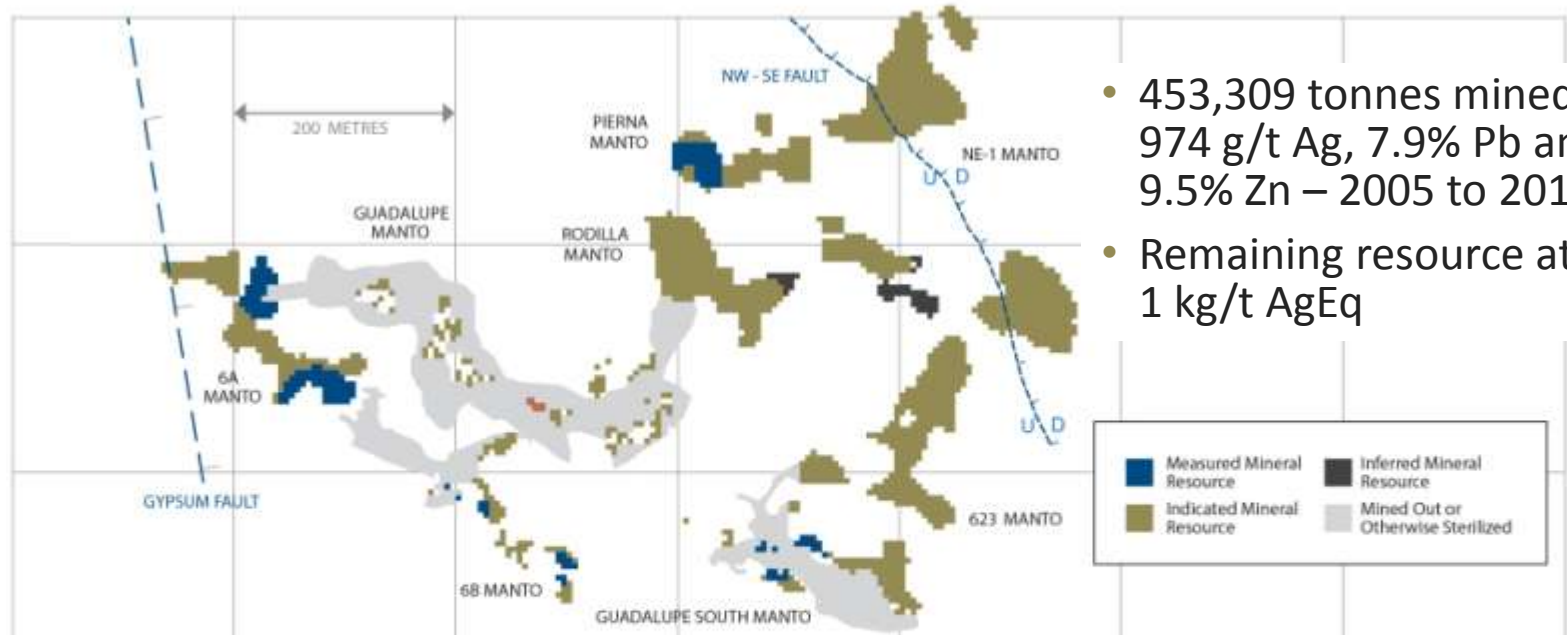 NW - SE FAULT
200 METRES
PIERNA
MANTO
NE-1 MANTO
U D
GUADALUPE
MANTO
RODILLA
MANTO
6A
MANTO
U D
GYPSUM FAULT
623 MANTO
68 MANTO
GUADALUPE SOUTH MANTO
• 453,309 tonnes mined
974 g/t Ag, 7.9% Pb
9.5% Zn – 2005 to
• Remaining resource at
1 kg/t AgEq
Measured Mineral
Resource
Indicated Mineral
Resource
Inferred Mineral
Resource
Mined Out or
Otherwise Sterilized